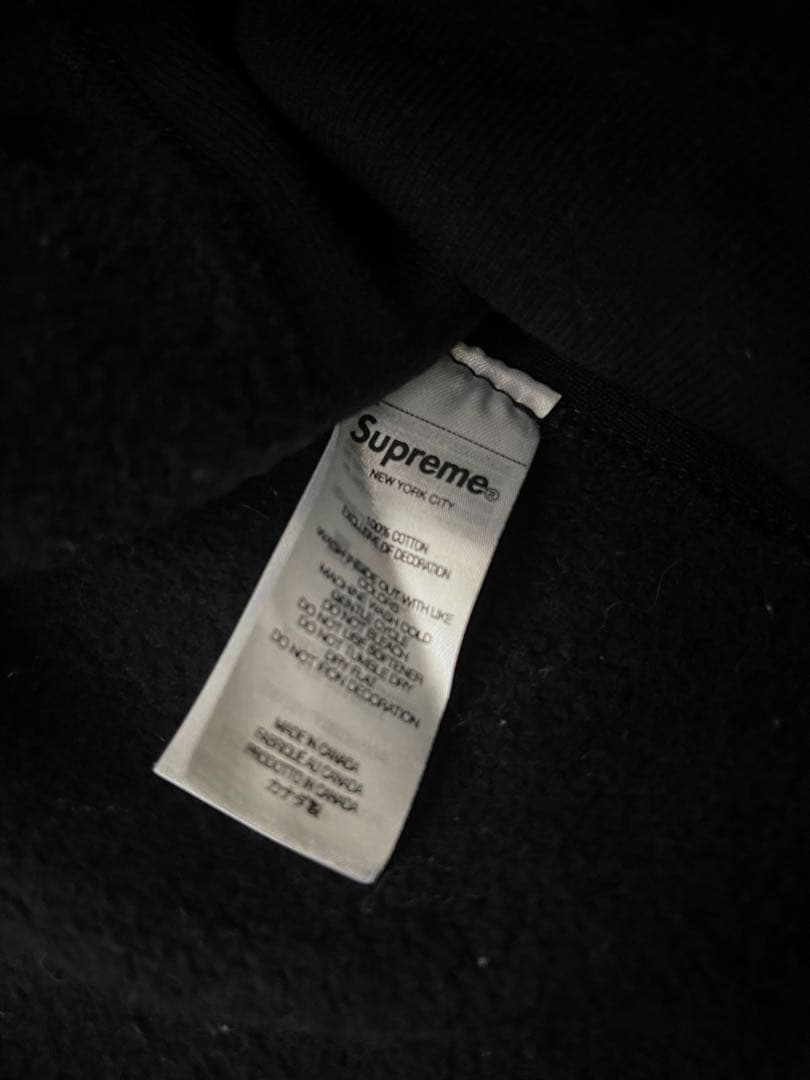 Supreme®
NEW YORK CITY
100% COTTON
EXCLUSIVE OF DECORATION
WASH INSIDE OUT WITH LIKE
COLORS
MACHINE WASH COLD
GENTLE CYCLE
DO NOT BLEACH
DO NOT USE SOFTENER
DO NOT TUMBLE DRY
DRY FLAT
DO NOT IRON DECORATION
MADE IN CANADA
FABRIQUÉ AU CANADA
PRODOTTO IN CANADA
カナダ製